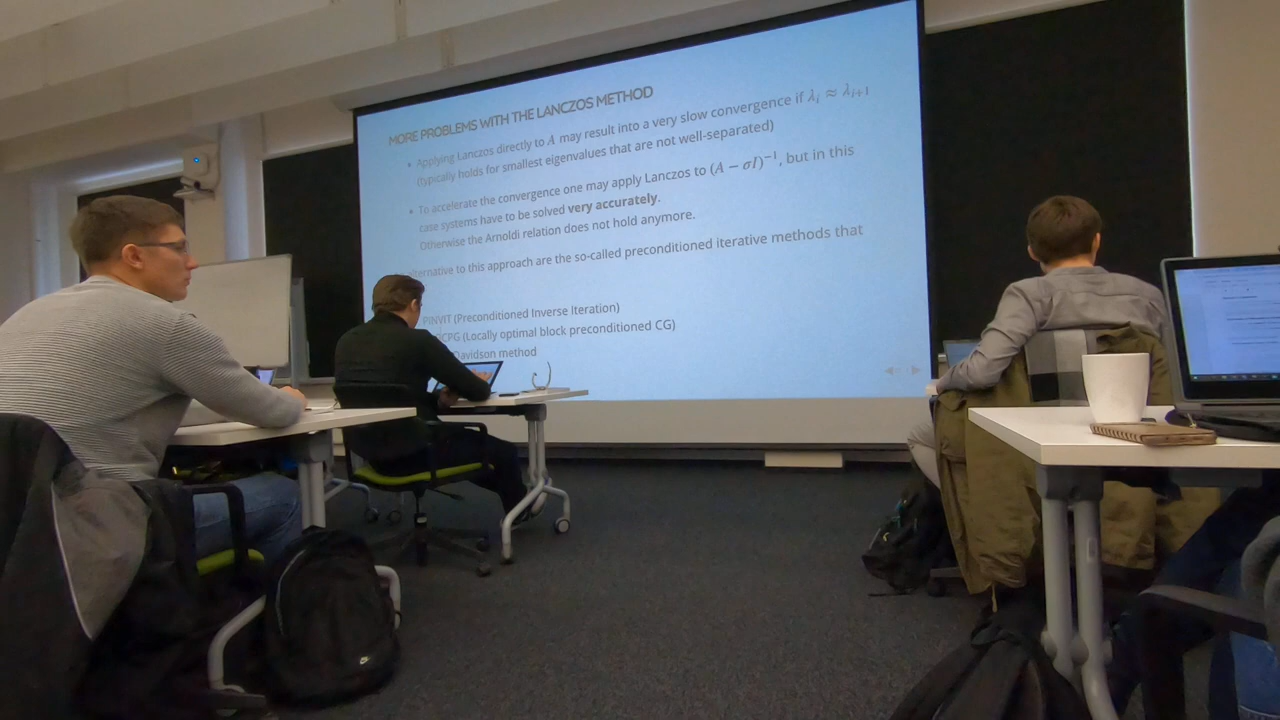 MORE PROBLEMS WITH THE LANCZOS METHOD
• Applying Lanczos directly to A may result into a very slow convergence if λᵢ ≈ λᵢ₊₁
(typically holds for smallest eigenvalues that are not well-separated)
• To accelerate the convergence one may apply Lanczos to (A − σI)⁻¹, but in this
case systems have to be solved very accurately.
Otherwise the Arnoldi relation does not hold anymore.
to this approach are the so-called preconditioned iterative methods that
PINVIT (Preconditioned Inverse Iteration)
(Locally optimal block preconditioned CG)
Davidson method